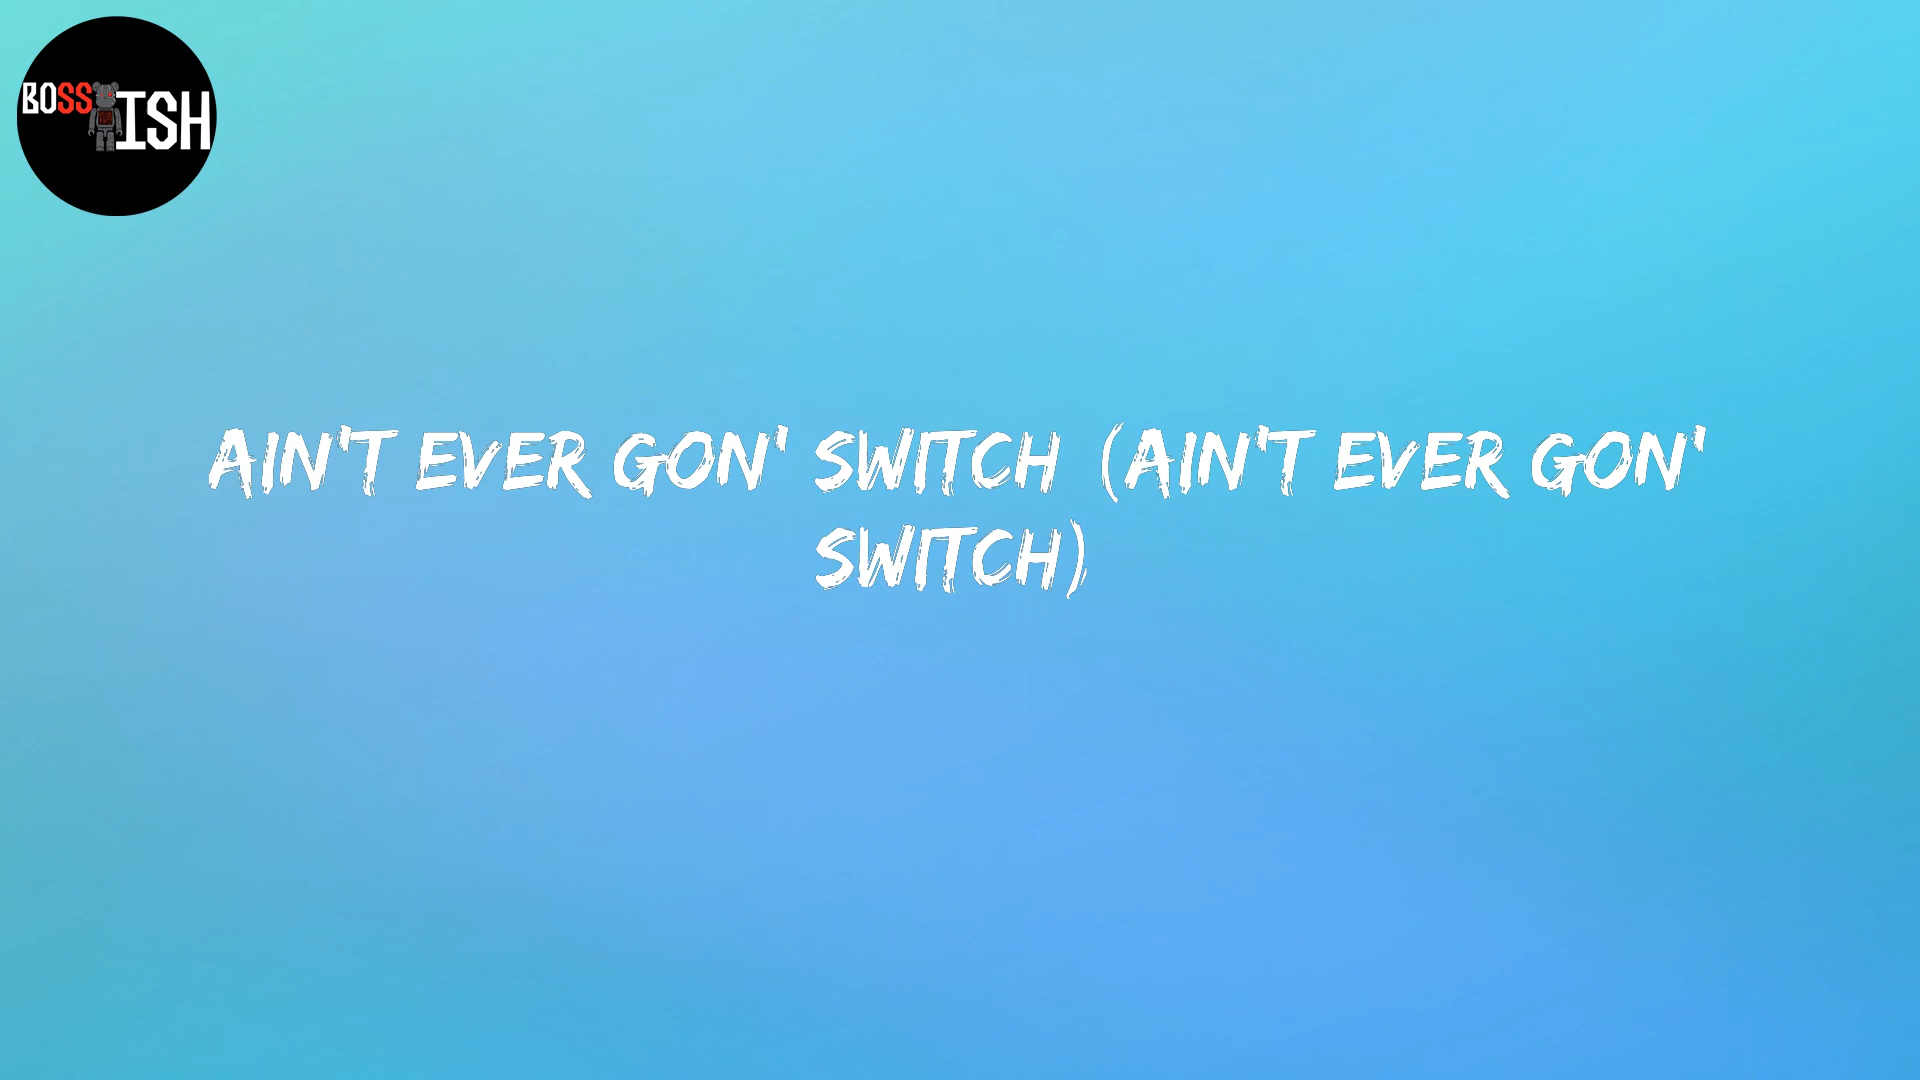 BOSS ISH
AIN'T EVER GON' SWITCH (AIN'T EVER GON'
SWITCH)